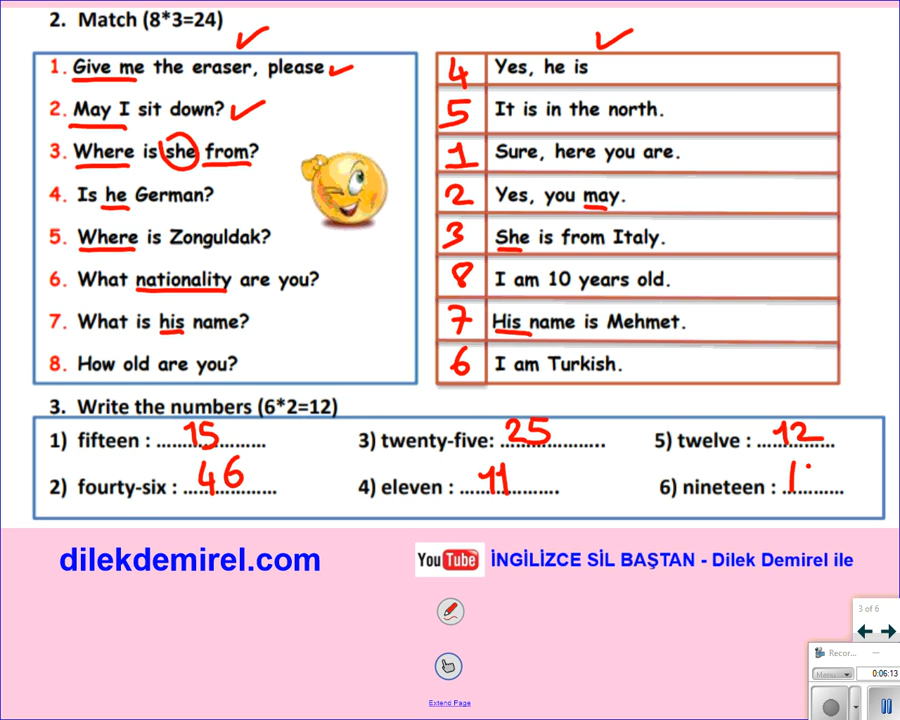 2. Match (8*3=24)
1. Give me the eraser, please
2. May I sit down?
3. Where is she from?
4. Is he German?
5. Where is Zonguldak?
6. What nationality are you?
7. What is his name?
8. How old are you?
4 Yes, he is
5 It is in the north.
1 Sure, here you are.
2 Yes, you may.
3 She is from Italy.
8 I am 10 years old.
7 His name is Mehmet.
6 I am Turkish.
3. Write the numbers (6*2=12)
1) fifteen : ...15... 3) twenty-five: ...25... 5) twelve : ...12...
2) fourty-six : ...46... 4) eleven : ...11... 6) nineteen : ...1...
dilekdemirel.com
YouTube İNGİLİZCE SİL BAŞTAN - Dilek Demirel ile
3 of 6
Recor...
Menu
0:06:13
Extend Page